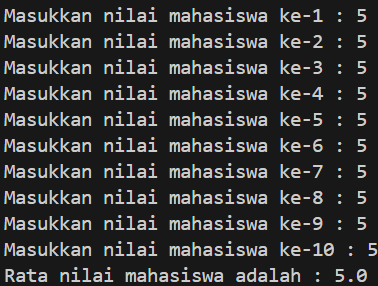 Masukkan nilai mahasiswa ke-1 : 5
Masukkan nilai mahasiswa ke-2 : 5
Masukkan nilai mahasiswa ke-3 : 5
Masukkan nilai mahasiswa ke-4 : 5
Masukkan nilai mahasiswa ke-5 : 5
Masukkan nilai mahasiswa ke-6 : 5
Masukkan nilai mahasiswa ke-7 : 5
Masukkan nilai mahasiswa ke-8 : 5
Masukkan nilai mahasiswa ke-9 : 5
Masukkan nilai mahasiswa ke-10 : 5
Rata nilai mahasiswa adalah : 5.0